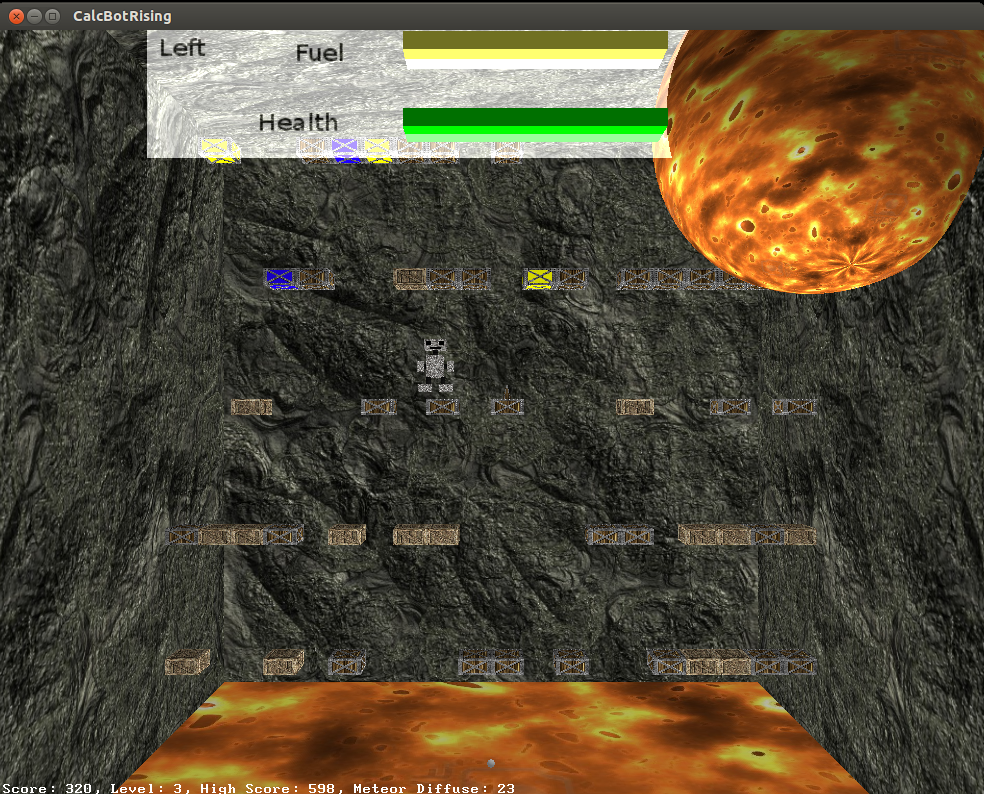 CalcBotRising
Left Fuel
Health
Score: 320, Level: 3, High Score: 598, Meteor Diffuse: 23